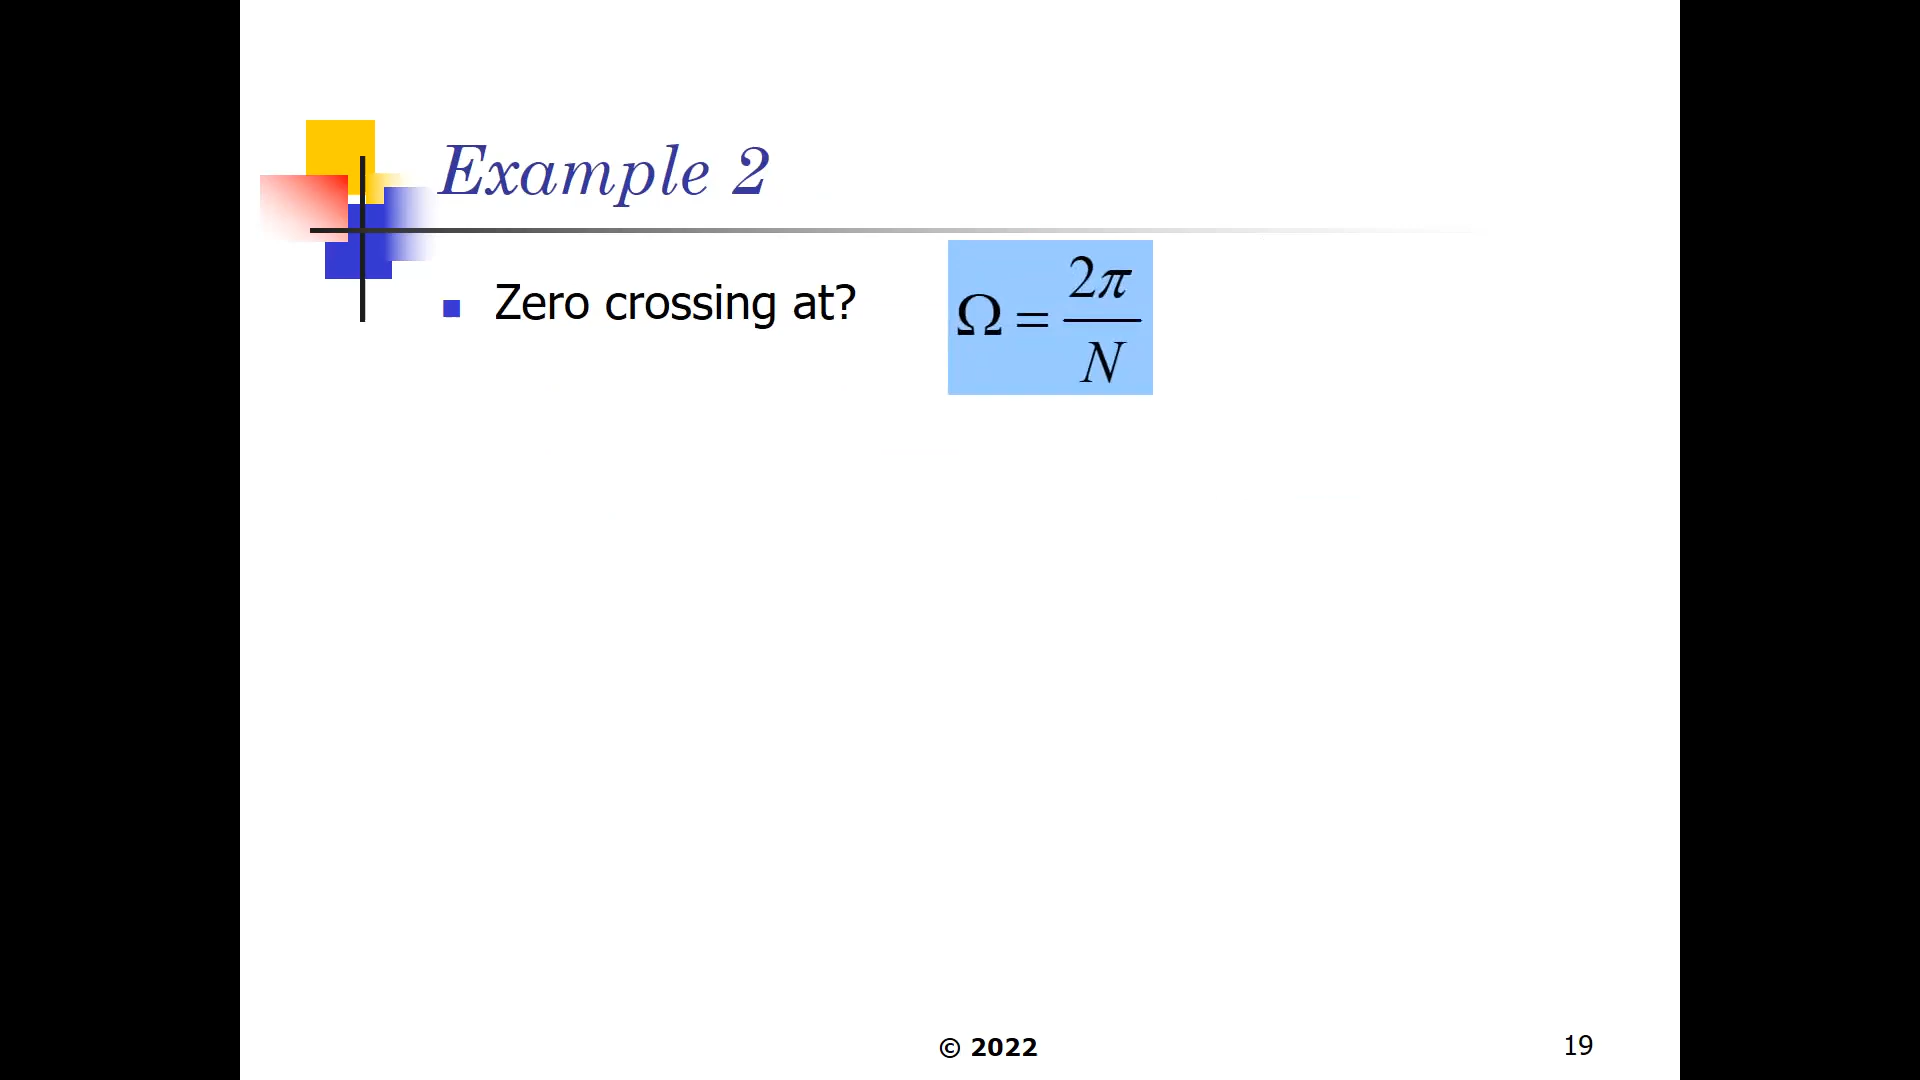 Example 2
Zero crossing at?
Ω = 2π/N
© 2022
19